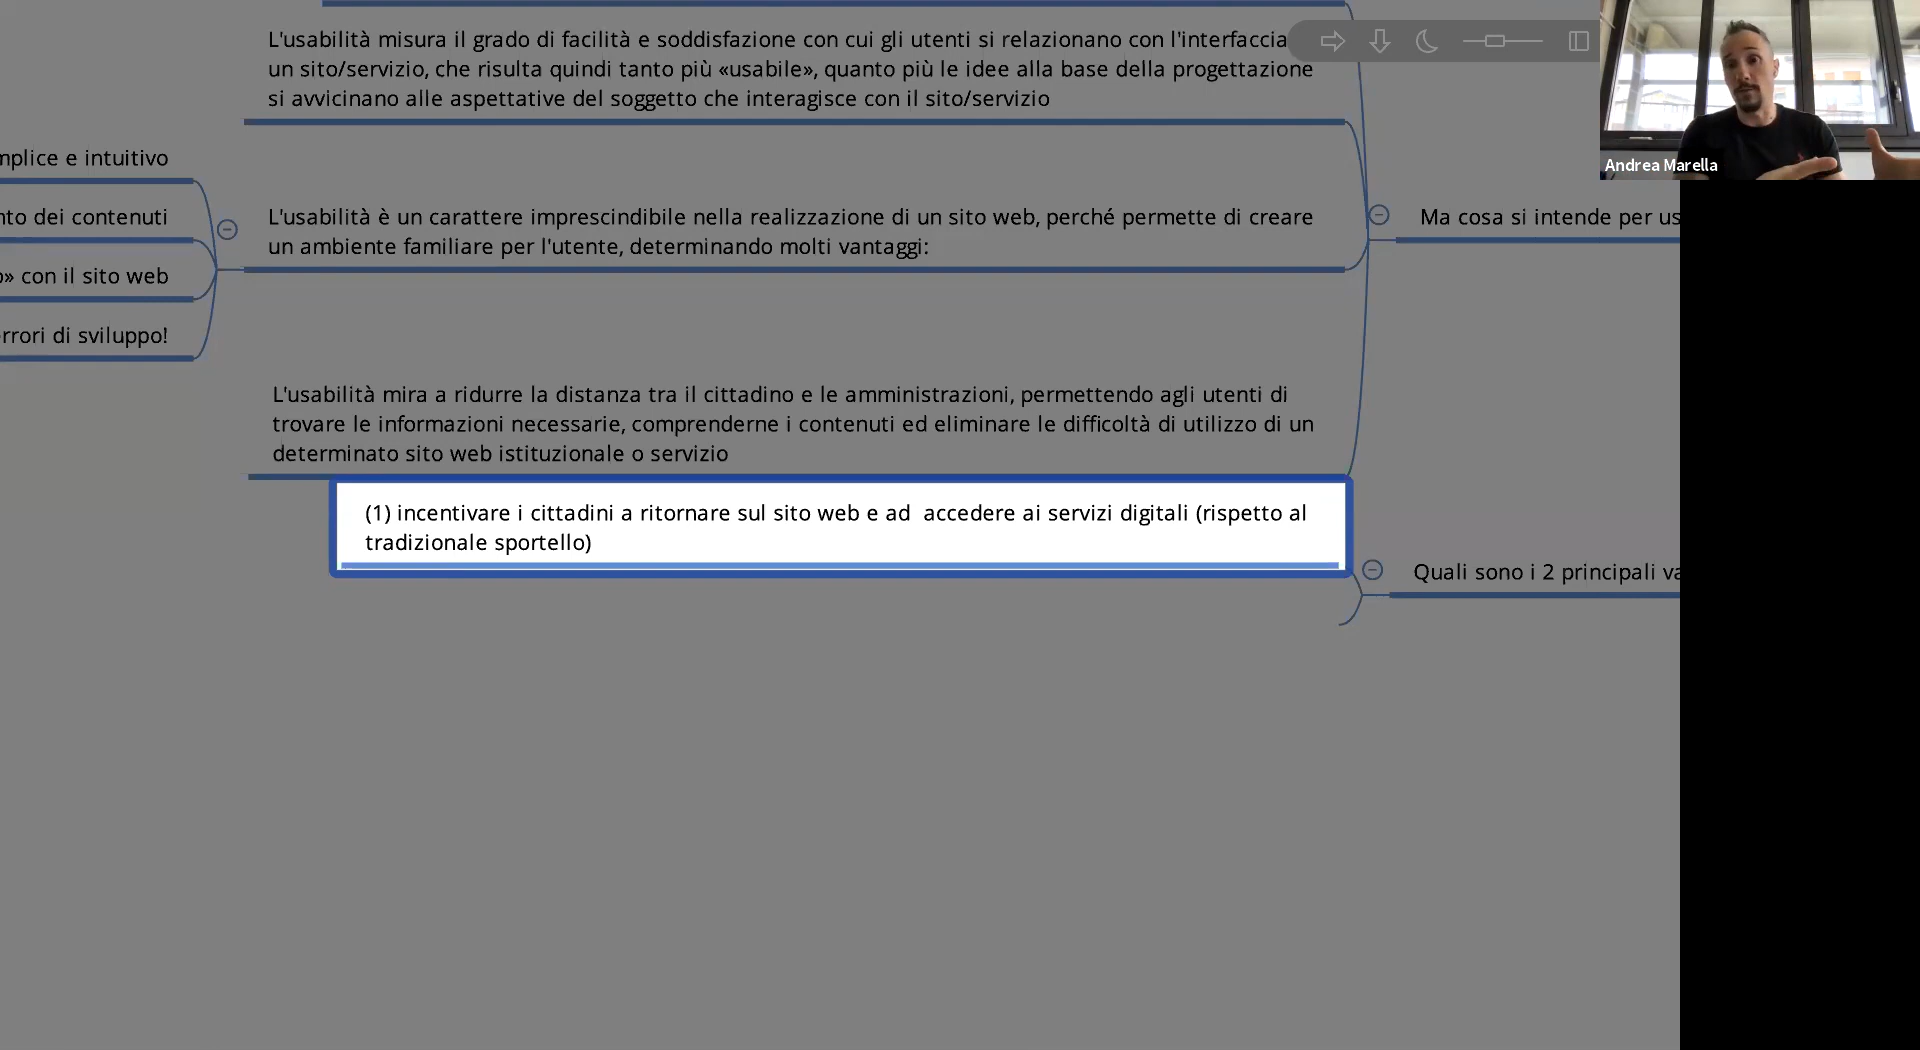 L'usabilità misura il grado di facilità e soddisfazione con cui gli utenti si relazionano con l'interfaccia
un sito/servizio, che risulta quindi tanto più «usabile», quanto più le idee alla base della progettazione
si avvicinano alle aspettative del soggetto che interagisce con il sito/servizio
Andrea Marella
e intuitivo
dei contenuti
L'usabilità è un carattere imprescindibile nella realizzazione di un sito web, perché permette di creare
un ambiente familiare per l'utente, determinando molti vantaggi:
Ma cosa si intende per
con il sito web
di sviluppo!
L'usabilità mira a ridurre la distanza tra il cittadino e le amministrazioni, permettendo agli utenti di
trovare le informazioni necessarie, comprenderne i contenuti ed eliminare le difficoltà di utilizzo di un
determinato sito web istituzionale o servizio
(1) incentivare i cittadini a ritornare sul sito web e ad  accedere ai servizi digitali (rispetto al
tradizionale sportello)
Quali sono i 2 principali